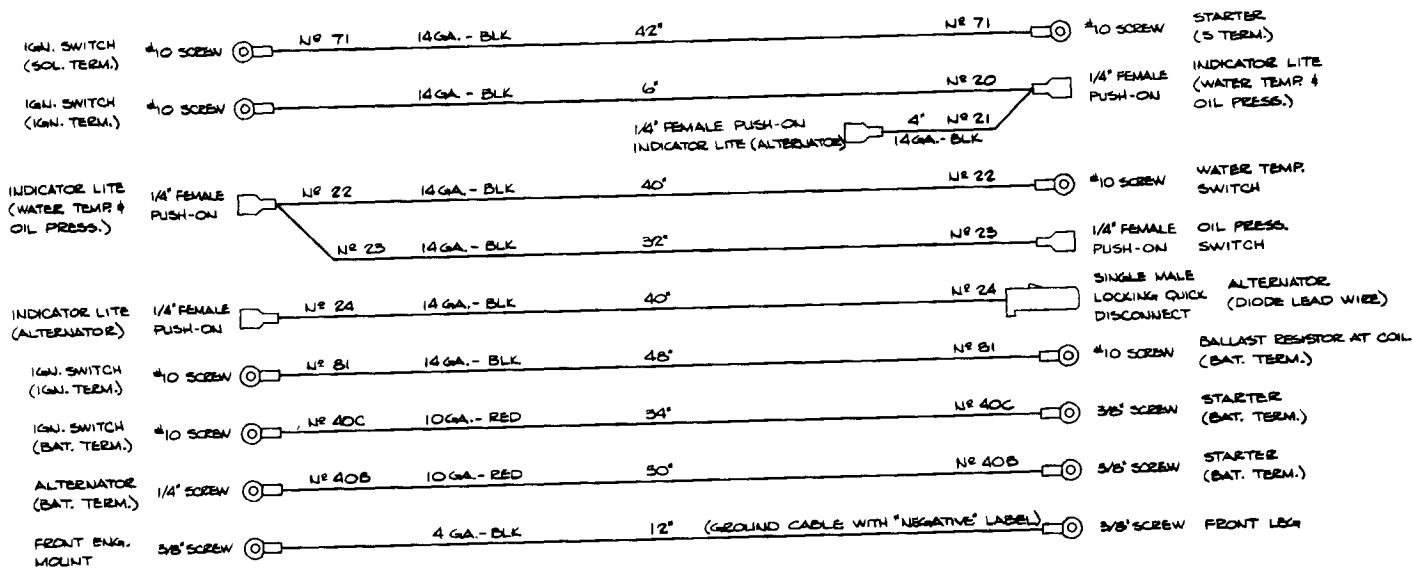 IGN. SWITCH (SOL. TERM.) #10 SCREW Nº 71 14GA.-BLK 42" Nº 71 #10 SCREW STARTER (S TERM.)
IGN. SWITCH (IGN. TERM.) #10 SCREW 14GA.-BLK 6" Nº 20 1/4" FEMALE PUSH-ON INDICATOR LITE (WATER TEMP. & OIL PRESS.)
1/4" FEMALE PUSH-ON INDICATOR LITE (ALTERNATOR) 4" Nº 21 14GA.-BLK
INDICATOR LITE (WATER TEMP. & OIL PRESS.) 1/4" FEMALE PUSH-ON Nº 22 14GA.-BLK 40" Nº 22 #10 SCREW WATER TEMP. SWITCH
Nº 23 14GA.-BLK 32" Nº 23 1/4" FEMALE PUSH-ON OIL PRESS. SWITCH
INDICATOR LITE (ALTERNATOR) 1/4" FEMALE PUSH-ON Nº 24 14GA.-BLK 40" Nº 24 SINGLE MALE LOCKING QUICK DISCONNECT ALTERNATOR (DIODE LEAD WIRE)
IGN. SWITCH (IGN. TERM.) #10 SCREW Nº 81 14GA.-BLK 48" Nº 81 #10 SCREW BALLAST RESISTOR AT COIL (BAT. TERM.)
IGN. SWITCH (BAT. TERM.) #10 SCREW Nº 40C 10GA.-RED 34" Nº 40C 3/8" SCREW STARTER (BAT. TERM.)
ALTERNATOR (BAT. TERM.) 1/4" SCREW Nº 40B 10GA.-RED 50" Nº 40B 3/8" SCREW STARTER (BAT. TERM.)
FRONT ENG. MOUNT 3/8" SCREW 4 GA.-BLK 12" (GROUND CABLE WITH "NEGATIVE" LABEL) 3/8" SCREW FRONT LEG